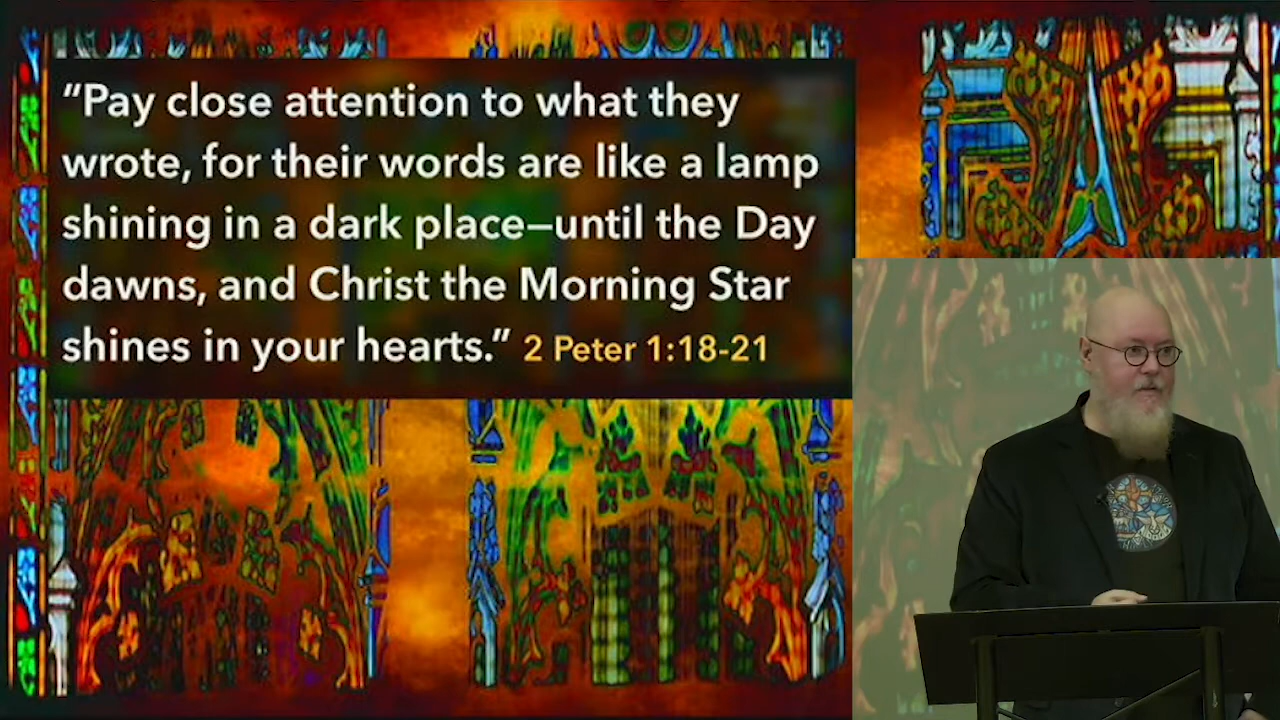 “Pay close attention to what they
wrote, for their words are like a lamp
shining in a dark place—until the Day
dawns, and Christ the Morning Star
shines in your hearts.” 2 Peter 1:18-21